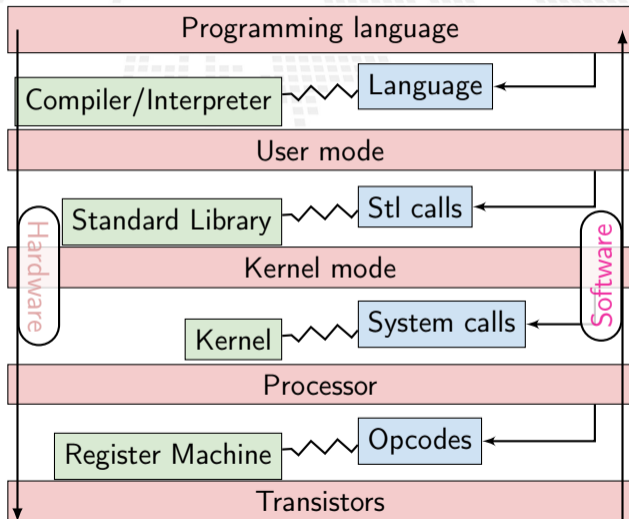 Programming language
Language
Compiler/Interpreter
User mode
Stl calls
Standard Library
Hardware
Software
Kernel mode
System calls
Kernel
Processor
Opcodes
Register Machine
Transistors